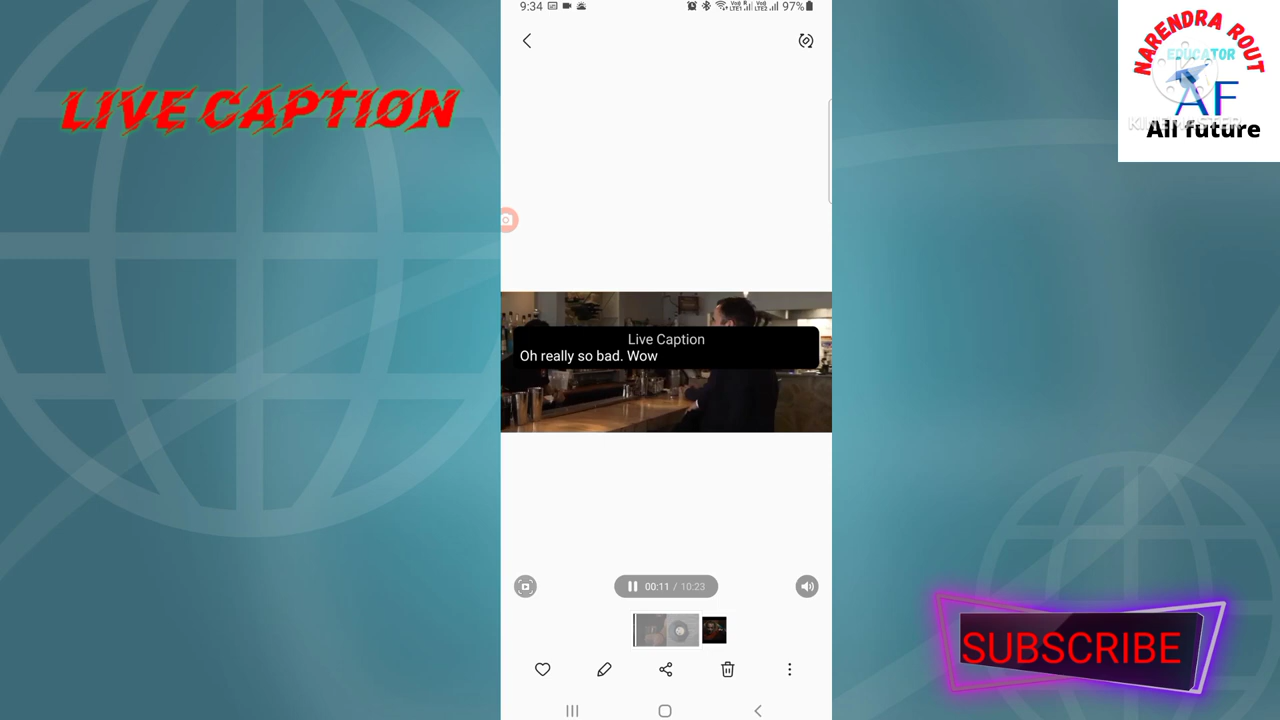 9:34
97%
LIVE CAPTION
NARENDRA ROUT
EDUCATOR
AF
KINEMASTER
All future
Live Caption
Oh really so bad. Wow
00:11 / 10:23
SUBSCRIBE